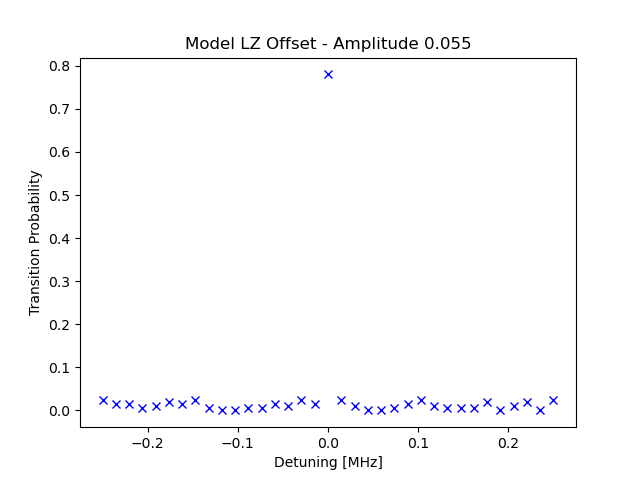 Model LZ Offset - Amplitude 0.055
0.8
0.7
0.6
0.5
0.4
0.3
0.2
0.1
0.0
Transition Probability
−0.2 −0.1 0.0 0.1 0.2
Detuning [MHz]